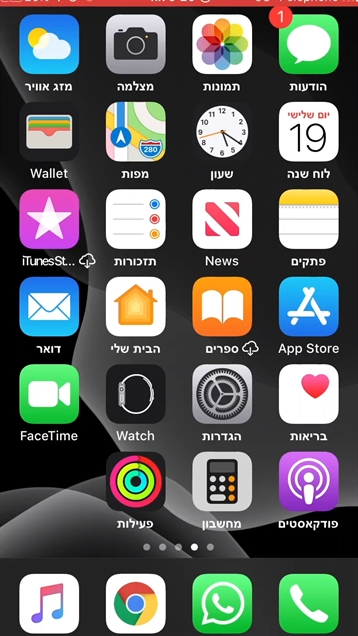 1
הודעות
תמונות
מצלמה
מזג אוויר
יום שלישי
19
280
לוח שנה
שעון
מפות
Wallet
פתקים
News
תזכורות
iTunesSt...
App Store
ספרים
הבית שלי
דואר
בריאות
הגדרות
Watch
FaceTime
פודקאסטים
מחשבון
פעילות